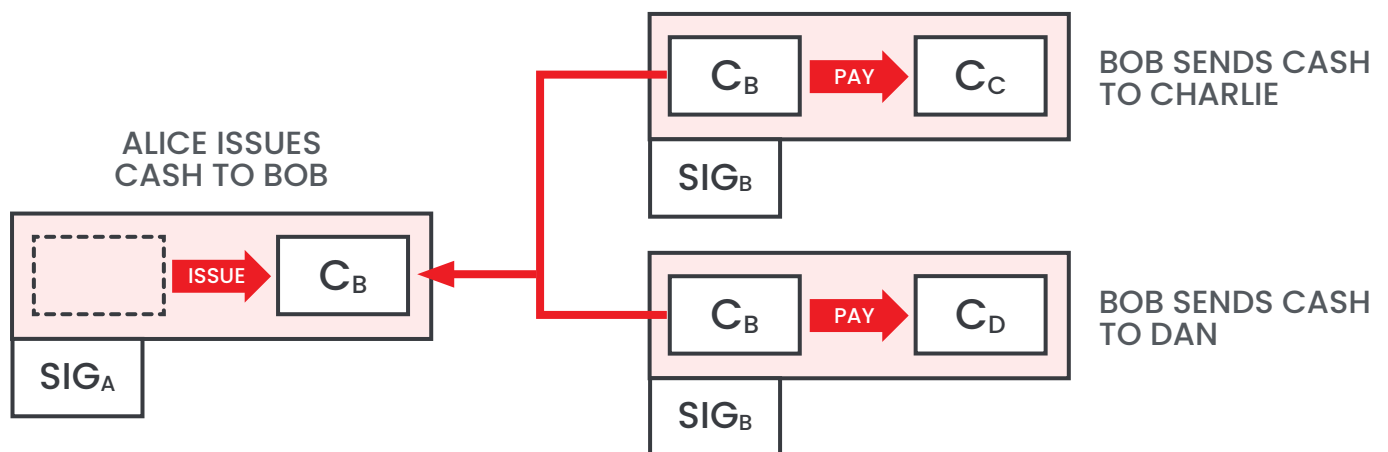 ALICE ISSUES
CASH TO BOB
ISSUE
CB
SIGA
CB
PAY
CC
SIGB
BOB SENDS CASH
TO CHARLIE
CB
PAY
CD
SIGB
BOB SENDS CASH
TO DAN